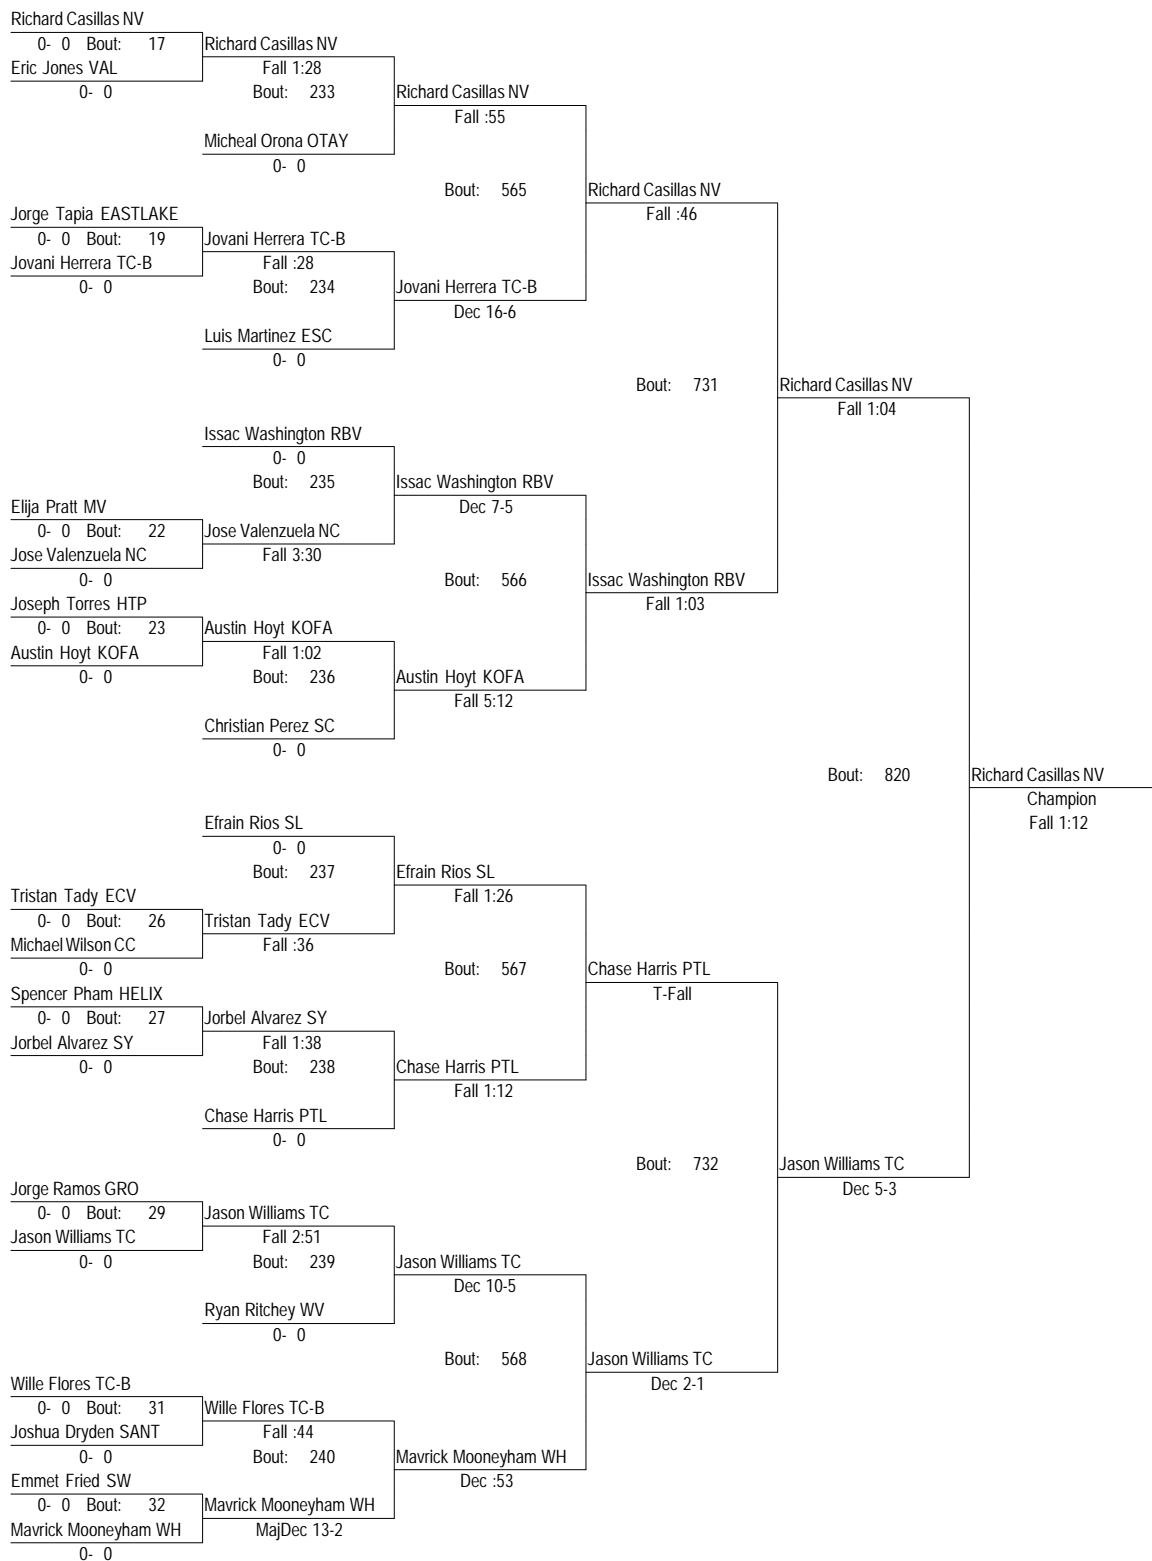 Richard Casillas NV
0- 0 Bout: 17 Richard Casillas NV
Eric Jones VAL Fall 1:28
0- 0 Bout: 233 Richard Casillas NV
Fall :55
Micheal Orona OTAY
0- 0
Bout: 565 Richard Casillas NV
Jorge Tapia EASTLAKE Fall :46
0- 0 Bout: 19 Jovani Herrera TC-B
Jovani Herrera TC-B Fall :28
0- 0 Bout: 234 Jovani Herrera TC-B
Dec 16-6
Luis Martinez ESC
0- 0
Bout: 731 Richard Casillas NV
Fall 1:04
Issac Washington RBV
0- 0
Bout: 235 Issac Washington RBV
Elija Pratt MV Dec 7-5
0- 0 Bout: 22 Jose Valenzuela NC
Jose Valenzuela NC Fall 3:30
0- 0 Bout: 566 Issac Washington RBV
Joseph Torres HTP Fall 1:03
0- 0 Bout: 23 Austin Hoyt KOFA
Austin Hoyt KOFA Fall 1:02
0- 0 Bout: 236 Austin Hoyt KOFA
Fall 5:12
Christian Perez SC
0- 0
Bout: 820 Richard Casillas NV
Champion
Efrain Rios SL Fall 1:12
0- 0
Bout: 237 Efrain Rios SL
Tristan Tady ECV Fall 1:26
0- 0 Bout: 26 Tristan Tady ECV
Michael Wilson CC Fall :36
0- 0 Bout: 567 Chase Harris PTL
Spencer Pham HELIX T-Fall
0- 0 Bout: 27 Jorbel Alvarez SY
Jorbel Alvarez SY Fall 1:38
0- 0 Bout: 238 Chase Harris PTL
Fall 1:12
Chase Harris PTL
0- 0
Bout: 732 Jason Williams TC
Jorge Ramos GRO Dec 5-3
0- 0 Bout: 29 Jason Williams TC
Jason Williams TC Fall 2:51
0- 0 Bout: 239 Jason Williams TC
Dec 10-5
Ryan Ritchey WV
0- 0
Bout: 568 Jason Williams TC
Wille Flores TC-B Dec 2-1
0- 0 Bout: 31 Wille Flores TC-B
Joshua Dryden SANT Fall :44
0- 0 Bout: 240 Mavrick Mooneyham WH
Emmet Fried SW Dec :53
0- 0 Bout: 32 Mavrick Mooneyham WH
Mavrick Mooneyham WH MajDec 13-2
0- 0